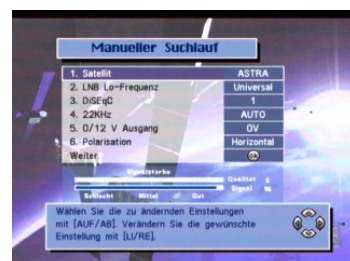 Manueller Suchlauf
1. Satellit ASTRA
2. LNB Lo-Frequenz Universal
3. DiSEqC 1
4. 22KHz AUTO
5. 0/12 V Ausgang 0V
6. Polarisation Horizontal
Weiter
Signalstärke
Qualität
Signal %
Schlecht Mittel Gut
Wählen Sie die zu ändernden Einstellungen
mit [AUF/AB]. Verändern Sie die gewünschte
Einstellung mit [LI/RE].